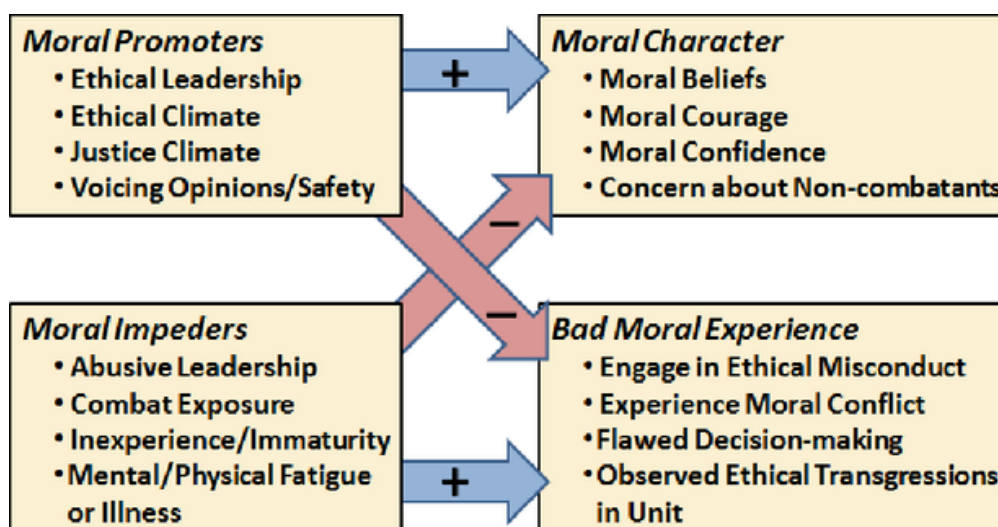 Moral Promoters
• Ethical Leadership
• Ethical Climate
• Justice Climate
• Voicing Opinions/Safety
+
Moral Character
• Moral Beliefs
• Moral Courage
• Moral Confidence
• Concern about Non-combatants
−
−
Moral Impeders
• Abusive Leadership
• Combat Exposure
• Inexperience/Immaturity
• Mental/Physical Fatigue
or Illness
+
Bad Moral Experience
• Engage in Ethical Misconduct
• Experience Moral Conflict
• Flawed Decision-making
• Observed Ethical Transgressions
in Unit